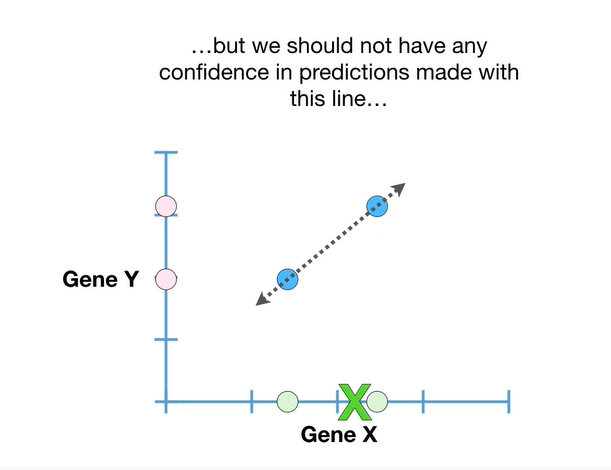 ...but we should not have any
confidence in predictions made with
this line...
Gene Y
X
Gene X